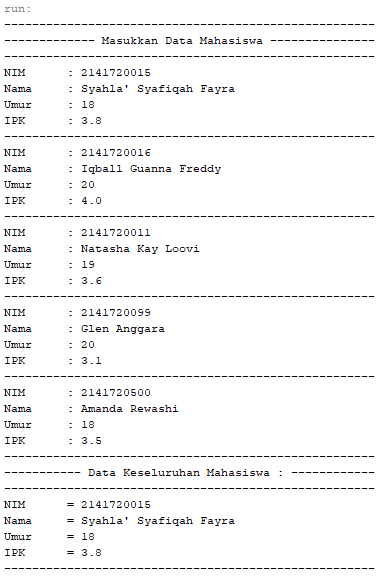 run:
-----------------------------------------------------
------------- Masukkan Data Mahasiswa ---------------
-----------------------------------------------------
NIM      : 2141720015
Nama     : Syahla' Syafiqah Fayra
Umur     : 18
IPK      : 3.8
-----------------------------------------------------
NIM      : 2141720016
Nama     : Iqball Guanna Freddy
Umur     : 20
IPK      : 4.0
-----------------------------------------------------
NIM      : 2141720011
Nama     : Natasha Kay Loovi
Umur     : 19
IPK      : 3.6
-----------------------------------------------------
NIM      : 2141720099
Nama     : Glen Anggara
Umur     : 20
IPK      : 3.1
-----------------------------------------------------
NIM      : 2141720500
Nama     : Amanda Rewashi
Umur     : 18
IPK      : 3.5
-----------------------------------------------------
----------- Data Keseluruhan Mahasiswa : ------------
-----------------------------------------------------
NIM      = 2141720015
Nama     = Syahla' Syafiqah Fayra
Umur     = 18
IPK      = 3.8
-----------------------------------------------------